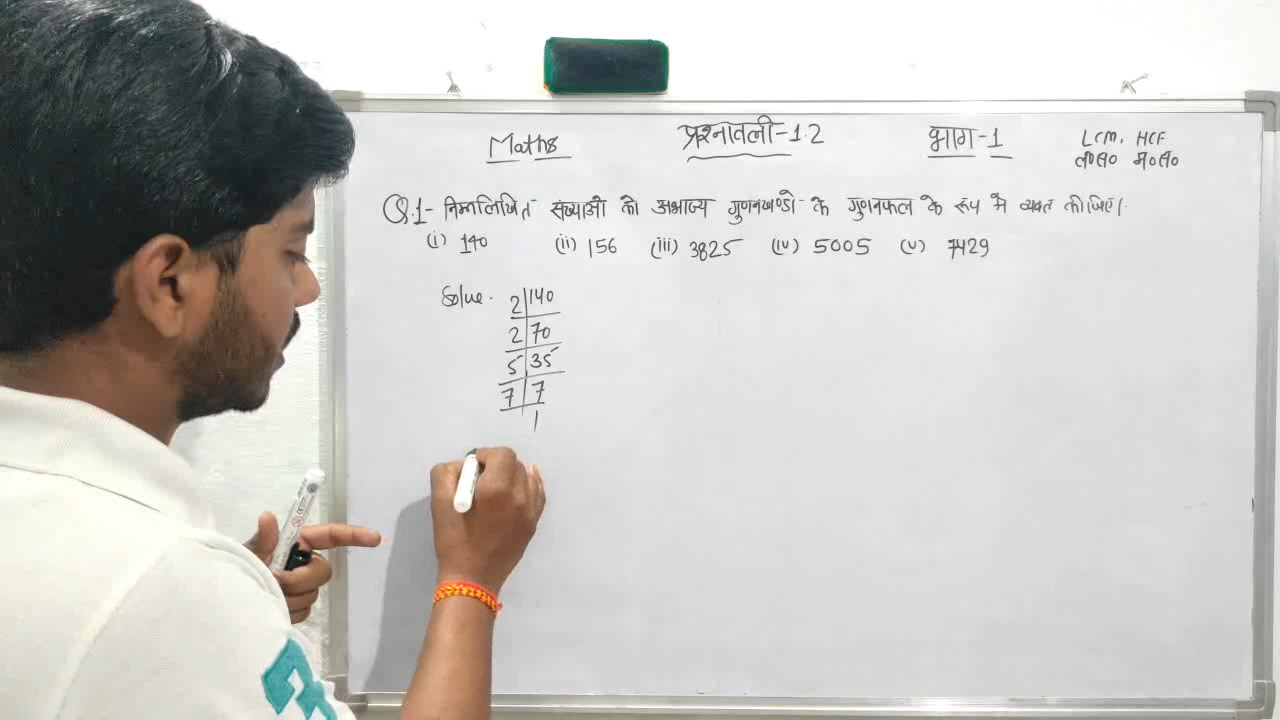 Maths प्रश्नावली-1.2 भाग-1 LCM, HCF
ल०स० म०स०
Q.1- निम्नलिखित संख्याओं को अभाज्य गुणनखण्डो के गुणनफल के रूप में व्यक्त कीजिए।
(i) 140 (ii) 156 (iii) 3825 (iv) 5005 (v) 7429
Solve. 2 140
2 70
5 35
7 7
1